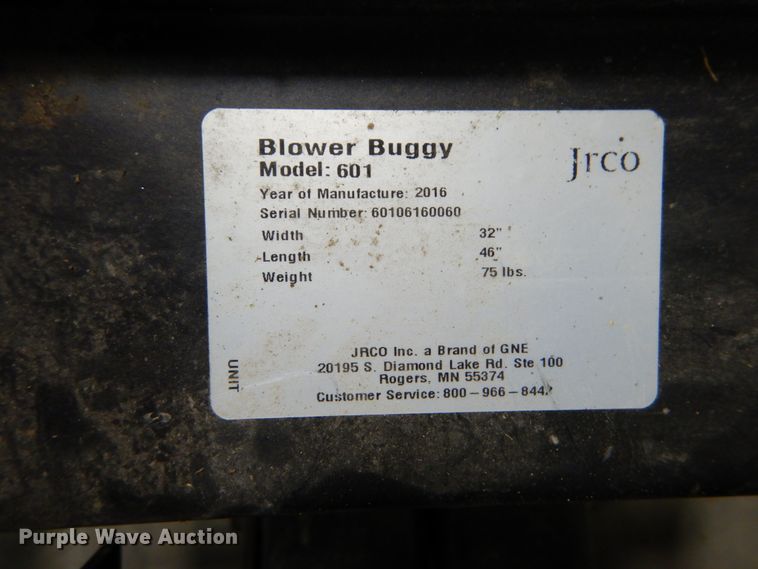 Blower Buggy
Jrco
Model: 601
Year of Manufacture: 2016
Serial Number: 60106160060
Width 32"
Length 46"
Weight 75 lbs.
UNIT
JRCO Inc. a Brand of GNE
20195 S. Diamond Lake Rd. Ste 100
Rogers, MN 55374
Customer Service: 800-966-8442
Purple Wave Auction